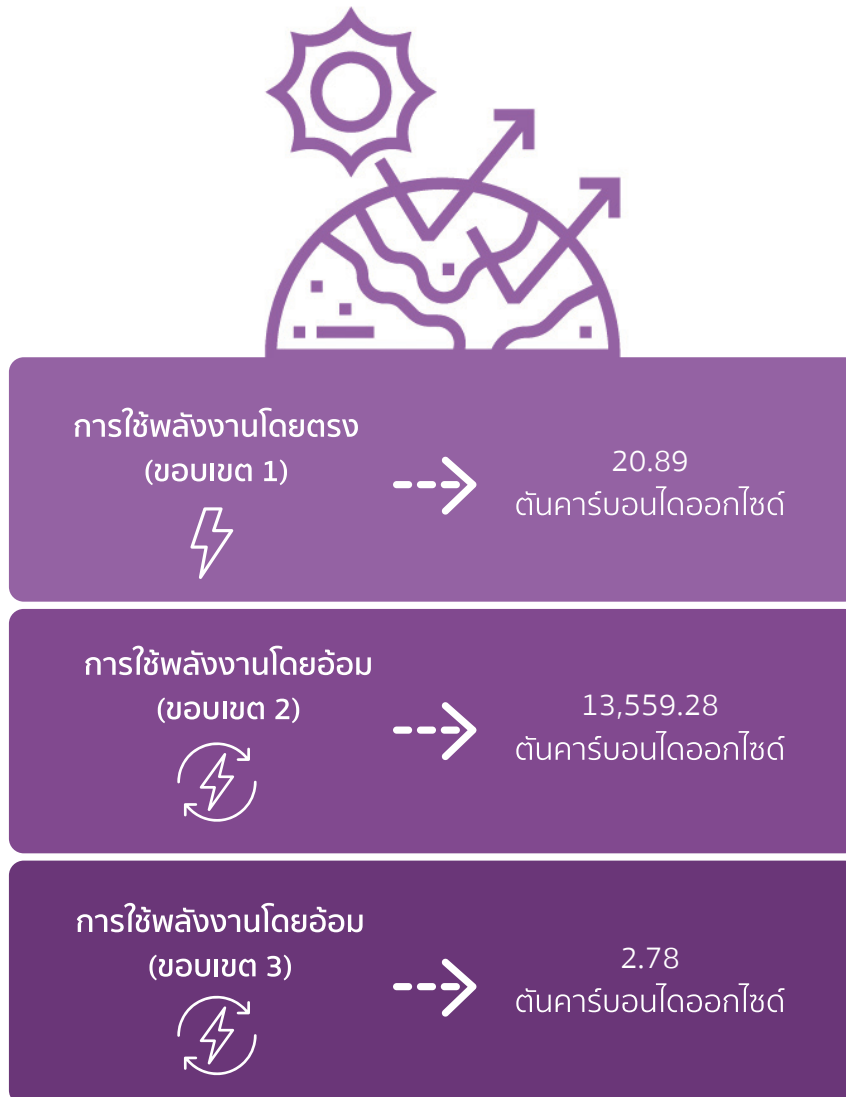 การใช้พลังงานโดยตรง
(ขอบเขต 1)
20.89
ตันคาร์บอนไดออกไซด์
การใช้พลังงานโดยอ้อม
(ขอบเขต 2)
13,559.28
ตันคาร์บอนไดออกไซด์
การใช้พลังงานโดยอ้อม
(ขอบเขต 3)
2.78
ตันคาร์บอนไดออกไซด์